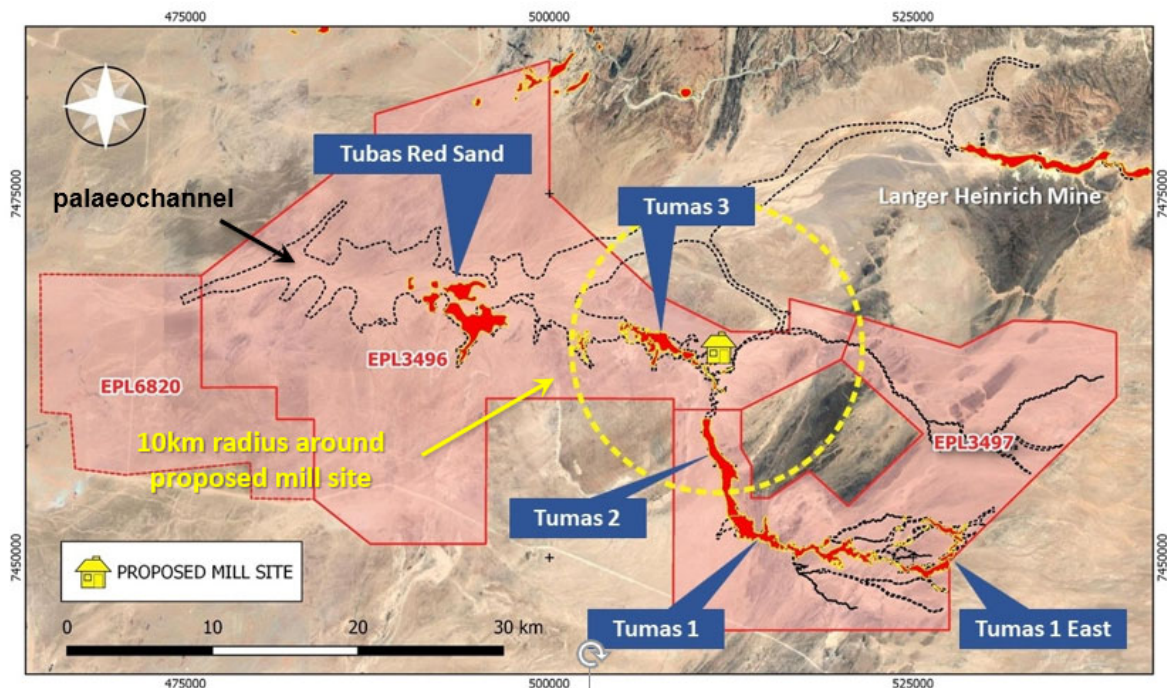 475000 500000 525000
Tubas Red Sand
palaeochannel
Tumas 3
Langer Heinrich Mine
7475000
7475000
EPL3496
EPL6820
EPL3497
10km radius around
proposed mill site
Tumas 2
7450000
7450000
PROPOSED MILL SITE
Tumas 1
Tumas 1 East
0 10 20 30 km
475000 500000 525000